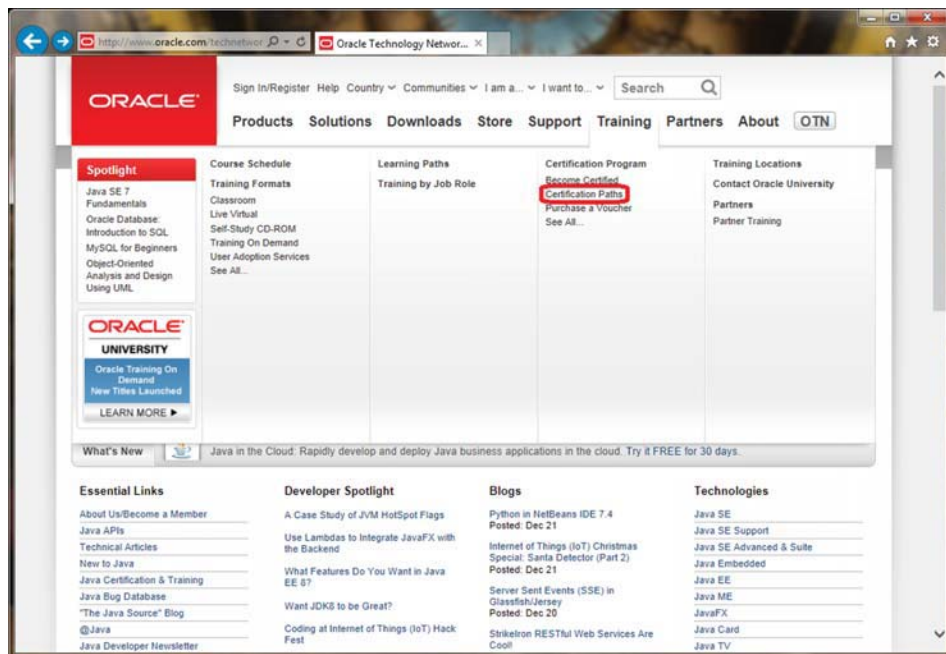 http://www.oracle.com/technetwor
Oracle Technology Networ...
ORACLE
Sign In/Register Help Country Communities I am a... I want to... Search
Products Solutions Downloads Store Support Training Partners About OTN
Spotlight
Java SE 7
Fundamentals
Oracle Database:
Introduction to SQL
MySQL for Beginners
Object-Oriented
Analysis and Design
Using UML
ORACLE
UNIVERSITY
Oracle Training On
Demand
New Titles Launched
LEARN MORE
Course Schedule
Training Formats
Classroom
Live Virtual
Self-Study CD-ROM
Training On Demand
User Adoption Services
See All...
Learning Paths
Training by Job Role
Certification Program
Become Certified
Certification Paths
Purchase a Voucher
See All...
Training Locations
Contact Oracle University
Partners
Partner Training
What's New
Java in the Cloud: Rapidly develop and deploy Java business applications in the cloud. Try it FREE for 30 days.
Essential Links
About Us/Become a Member
Java APIs
Technical Articles
New to Java
Java Certification & Training
Java Bug Database
"The Java Source" Blog
@Java
Java Developer Newsletter
Developer Spotlight
A Case Study of JVM HotSpot Flags
Use Lambdas to Integrate JavaFX with
the Backend
What Features Do You Want in Java
EE 8?
Want JDK8 to be Great?
Coding at Internet of Things (IoT) Hack
Fest
Blogs
Python in NetBeans IDE 7.4
Posted: Dec 21
Internet of Things (IoT) Christmas
Special: Santa Detector (Part 2)
Posted: Dec 21
Server Sent Events (SSE) in
Glassfish/Jersey
Posted: Dec 20
StrikeIron RESTful Web Services Are
Cool!
Technologies
Java SE
Java SE Support
Java SE Advanced & Suite
Java Embedded
Java EE
Java ME
JavaFX
Java Card
Java TV